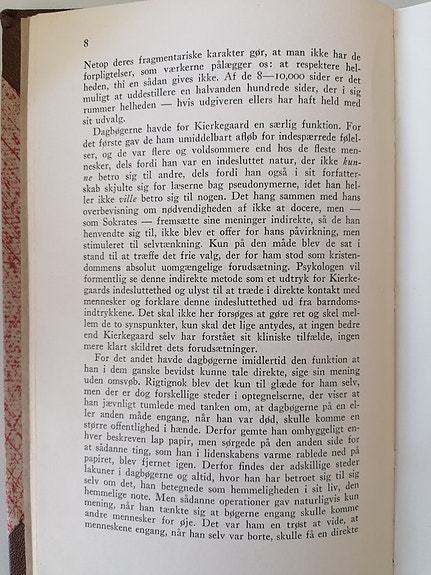 8
Netop deres fragmentariske karakter gør, at man ikke har de
forpligtelser, som værkerne pålægger os: at respektere hel-
heden, thi en sådan gives ikke. Af de 8—10,000 sider er det
muligt at uddestillere en halvanden hundrede sider, der i sig
rummer helheden — hvis udgiveren ellers har haft held med
sit udvalg.
Dagbøgerne havde for Kierkegaard en særlig funktion. For
det første gav de ham umiddelbart afløb for indespærrede følel-
ser, og de var flere og voldsommere end hos de fleste men-
nesker, dels fordi han var en indesluttet natur, der ikke kun-
ne betro sig til andre, dels fordi han også i sit forfatter-
skab skjulte sig for læserne bag pseudonymerne, idet han hel-
ler ikke ville betro sig til nogen. Det hang sammen med hans
overbevisning om nødvendigheden af ikke at docere, men —
som Sokrates — fremsætte sine meninger indirekte, så de han
henvendte sig til, ikke blev et offer for hans påvirkning, men
stimuleret til selvtænkning. Kun på den måde blev de sat i
stand til at træffe det frie valg, der for ham stod som kristen-
dommens absolut uomgængelige forudsætning. Psykologen vil
formentlig se denne indirekte metode som et udtryk for Kierke-
gaards indesluttethed og ulyst til at træde i direkte kontakt med
mennesker og forklare denne indesluttethed ud fra barndoms-
indtrykkene. Det skal ikke her forsøges at gøre ret og skel mel-
lem de to synspunkter, kun skal det lige antydes, at ingen bedre
end Kierkegaard selv har forstået sit kliniske tilfælde, ingen
mere klart skildret dets forudsætninger.
For det andet havde dagbøgerne imidlertid den funktion at
han i dem ganske bevidst kunne tale direkte, sige sin mening
uden omsvøb. Rigtignok blev det kun til glæde for ham selv,
men der er dog forskellige steder i optegnelserne, der viser at
han jævnligt tumlede med tanken om, at dagbøgerne på en el-
ler anden måde engang, når han var død, skulle komme en
større offentlighed i hænde. Derfor gemte han omhyggeligt en-
hver beskreven lap papir, men sørgede på den anden side for
at sådanne ting, som han i lidenskabens varme rablede ned på
papiret, blev fjernet igen. Derfor findes der adskillige steder
lakuner i dagbøgerne og altid, hvor han har betroet sig til sig
selv om det, han betegnede som hemmeligheden i sit liv, den
hemmelige note. Men sådanne operationer gav naturligvis kun
mening, når han tænkte sig at bøgerne engang skulle komme
andre mennesker for øje. Det var ham en trøst at vide, at
menneskene engang, når han selv var borte, skulle få en direkte